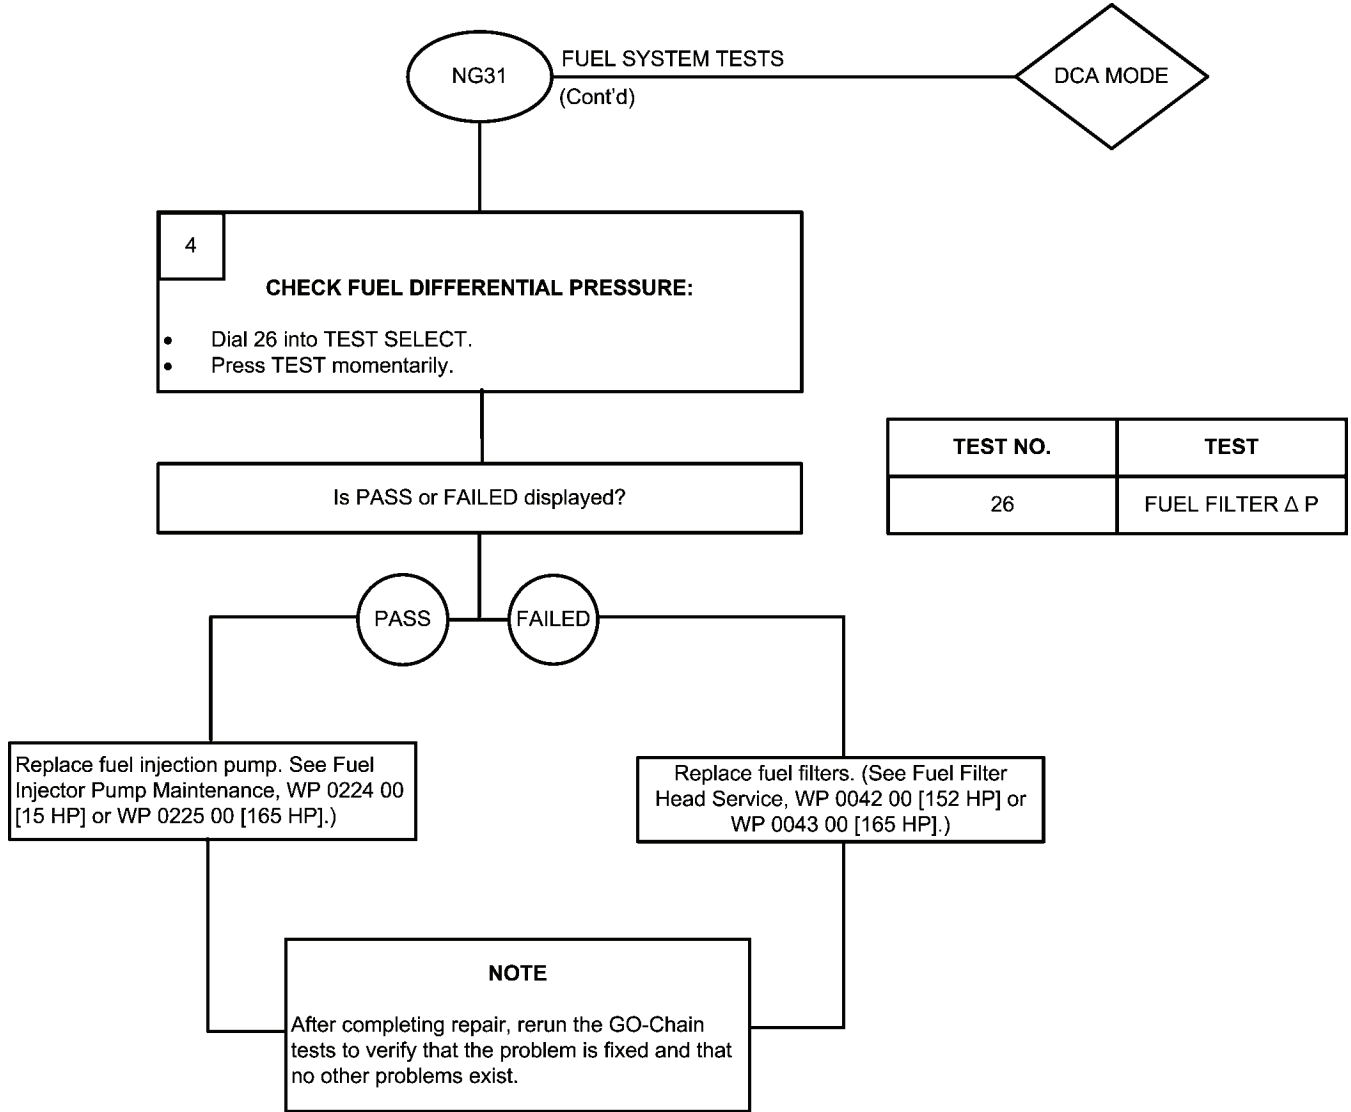 NG31
FUEL SYSTEM TESTS
(Cont'd)
DCA MODE
4
CHECK FUEL DIFFERENTIAL PRESSURE:
• Dial 26 into TEST SELECT.
• Press TEST momentarily.
Is PASS or FAILED displayed?
TEST NO. TEST
26 FUEL FILTER Δ P
PASS FAILED
Replace fuel injection pump. See Fuel
Injector Pump Maintenance, WP 0224 00
[15 HP] or WP 0225 00 [165 HP].)
Replace fuel filters. (See Fuel Filter
Head Service, WP 0042 00 [152 HP] or
WP 0043 00 [165 HP].)
NOTE
After completing repair, rerun the GO-Chain
tests to verify that the problem is fixed and that
no other problems exist.